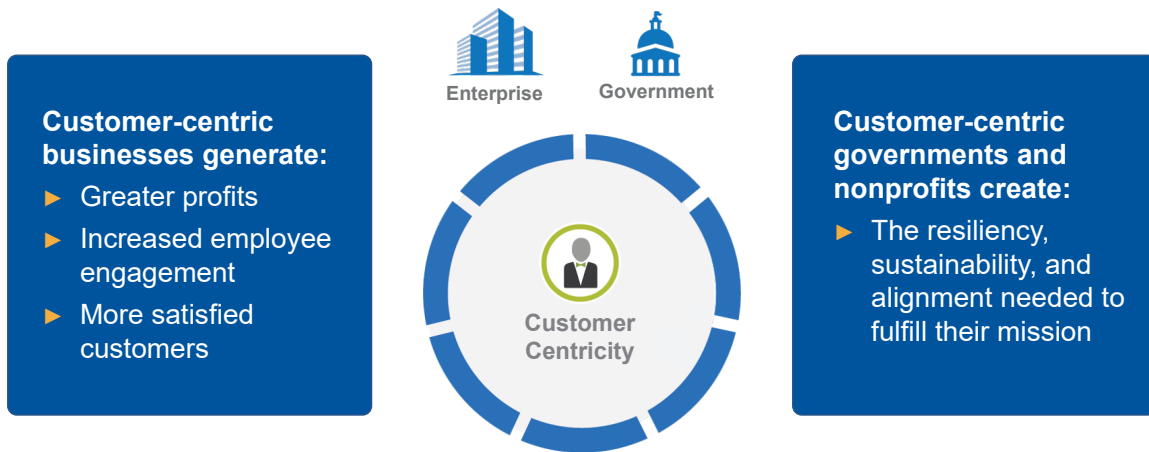 Enterprise
Government
Customer-centric
businesses generate:
► Greater profits
► Increased employee
engagement
► More satisfied
customers
Customer
Centricity
Customer-centric
governments and
nonprofits create:
► The resiliency,
sustainability, and
alignment needed to
fulfill their mission